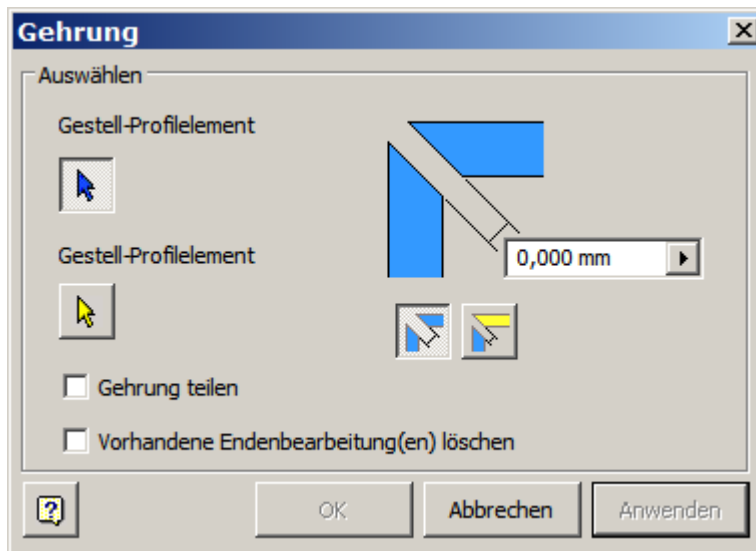 Gehrung
Auswählen
Gestell-Profilelement
Gestell-Profilelement
0,000 mm
Gehrung teilen
Vorhandene Endenbearbeitung(en) löschen
OK
Abbrechen
Anwenden